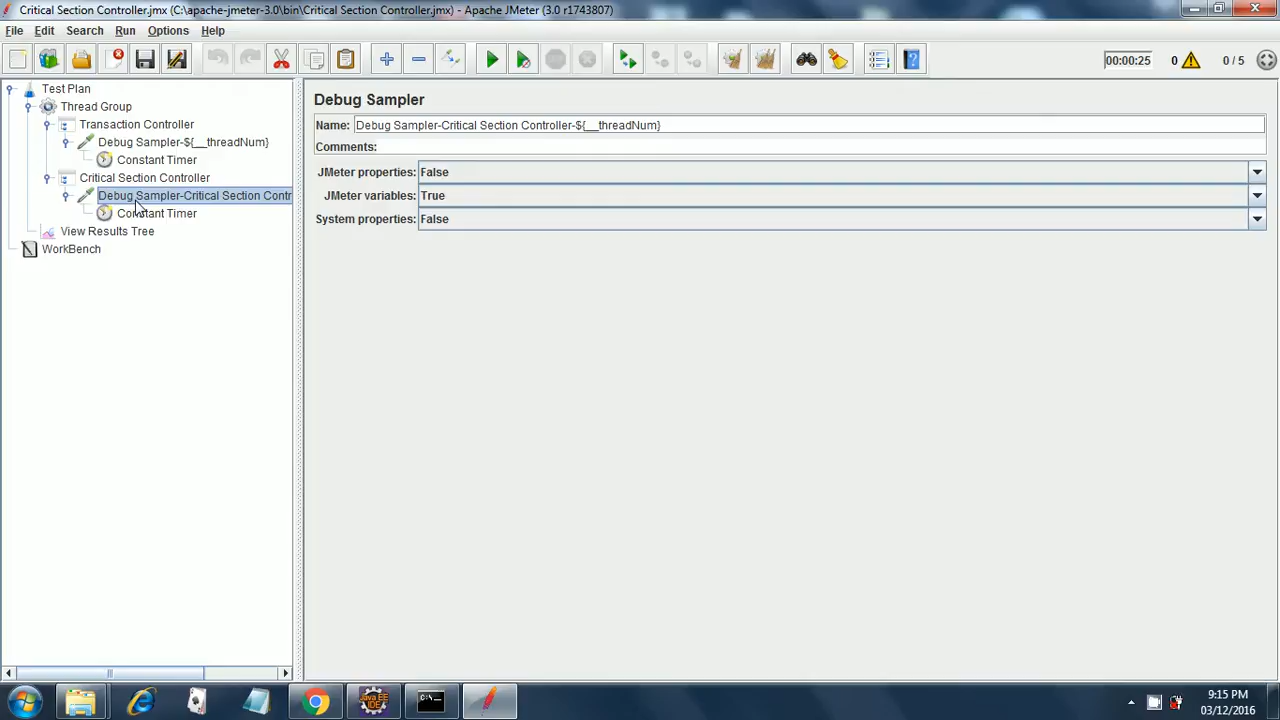 Critical Section Controller.jmx (C:\apache-jmeter-3.0\bin\Critical Section Controller.jmx) - Apache JMeter (3.0 r1743807)
File Edit Search Run Options Help
00:00:25 0 0 / 5
Test Plan
Thread Group
Transaction Controller
Debug Sampler-${__threadNum}
Constant Timer
Critical Section Controller
Debug Sampler-Critical Section Contr
Constant Timer
View Results Tree
WorkBench
Debug Sampler
Name: Debug Sampler-Critical Section Controller-${__threadNum}
Comments:
JMeter properties: False
JMeter variables: True
System properties: False
Java EE
IDE
9:15 PM
03/12/2016